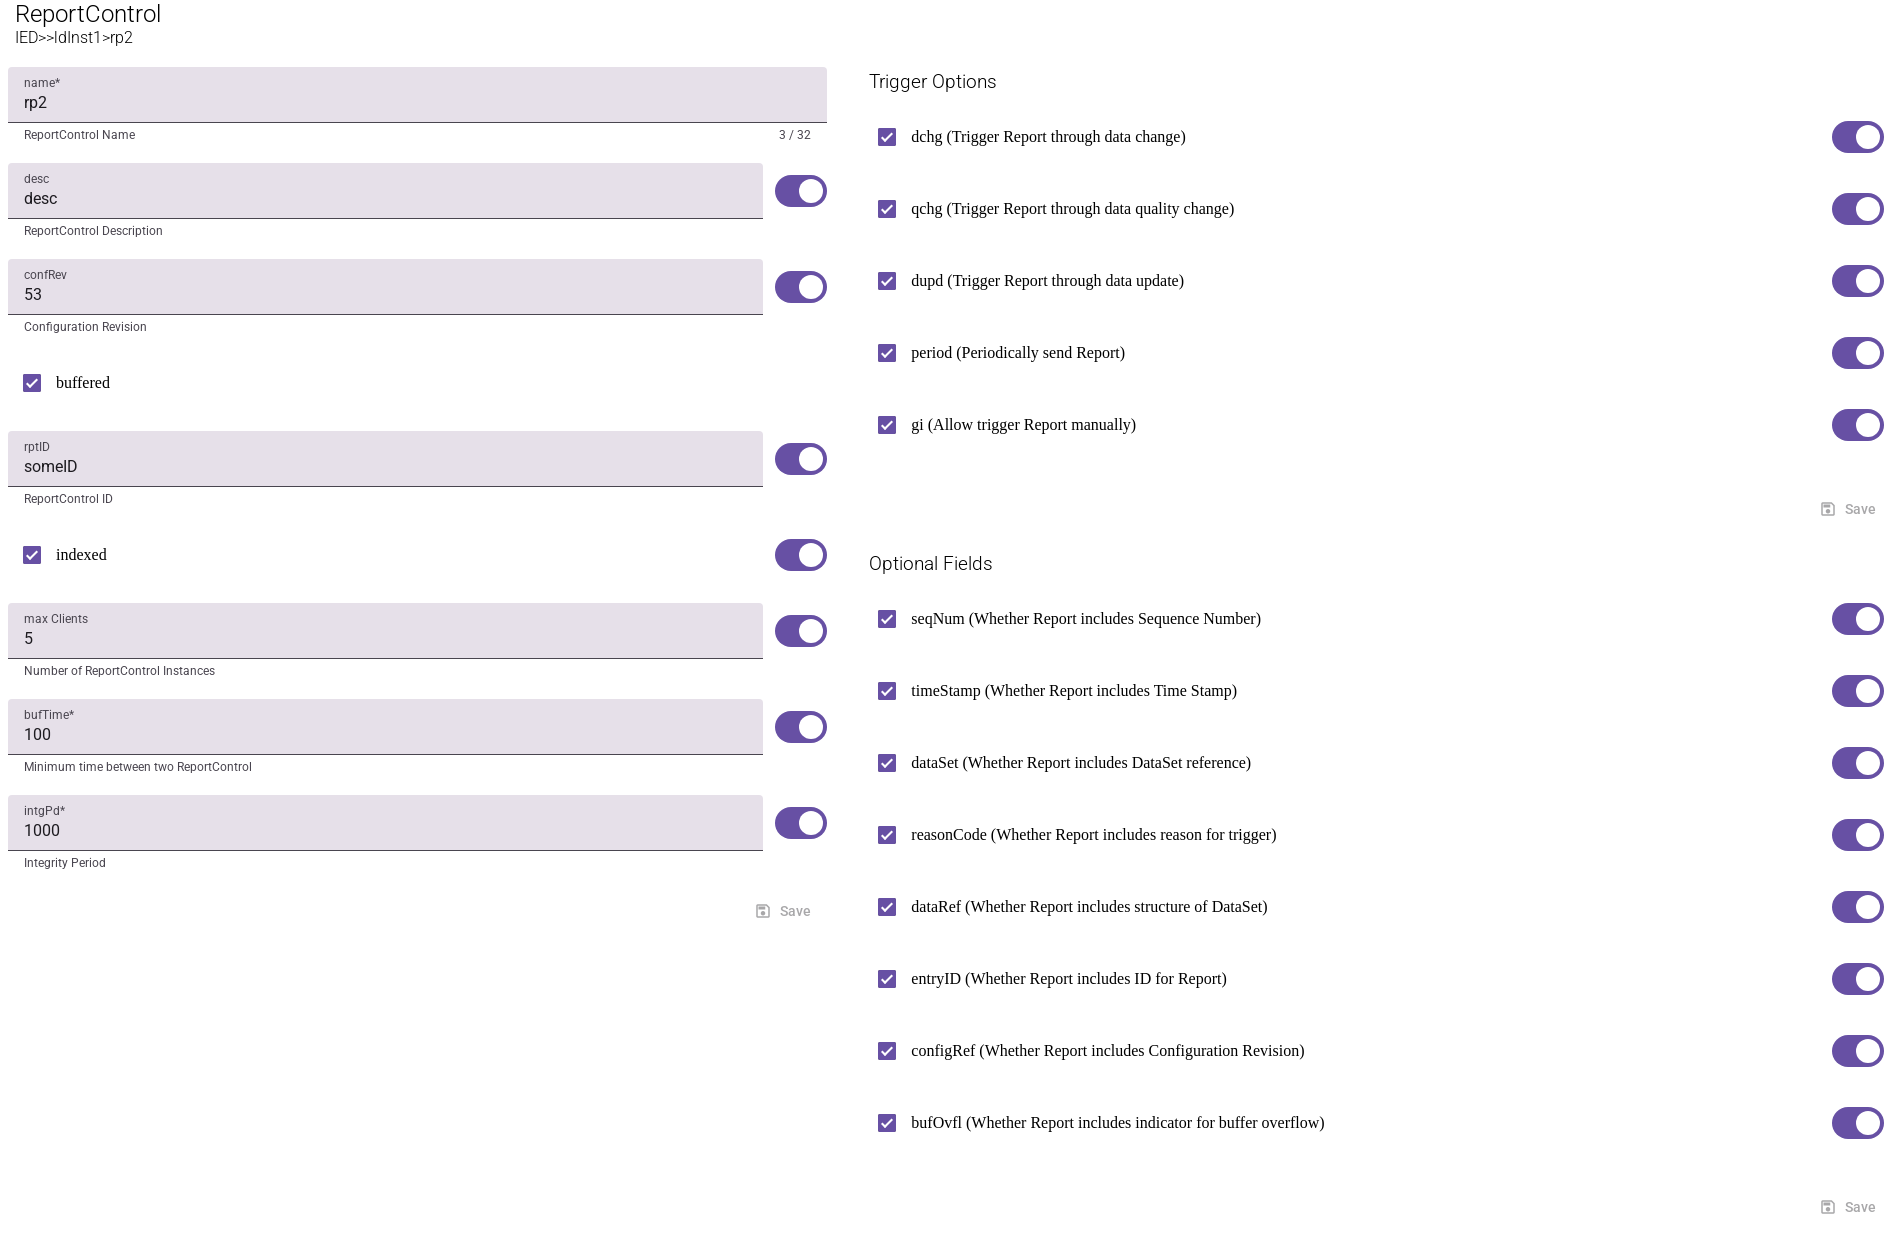 ReportControl
IED>>ldInst1>rp2
name*
rp2
ReportControl Name
3 / 32
desc
desc
ReportControl Description
confRev
53
Configuration Revision
buffered
rptID
someID
ReportControl ID
indexed
max Clients
5
Number of ReportControl Instances
bufTime*
100
Minimum time between two ReportControl
intgPd*
1000
Integrity Period
Save
Trigger Options
dchg (Trigger Report through data change)
qchg (Trigger Report through data quality change)
dupd (Trigger Report through data update)
period (Periodically send Report)
gi (Allow trigger Report manually)
Save
Optional Fields
seqNum (Whether Report includes Sequence Number)
timeStamp (Whether Report includes Time Stamp)
dataSet (Whether Report includes DataSet reference)
reasonCode (Whether Report includes reason for trigger)
dataRef (Whether Report includes structure of DataSet)
entryID (Whether Report includes ID for Report)
configRef (Whether Report includes Configuration Revision)
bufOvfl (Whether Report includes indicator for buffer overflow)
Save